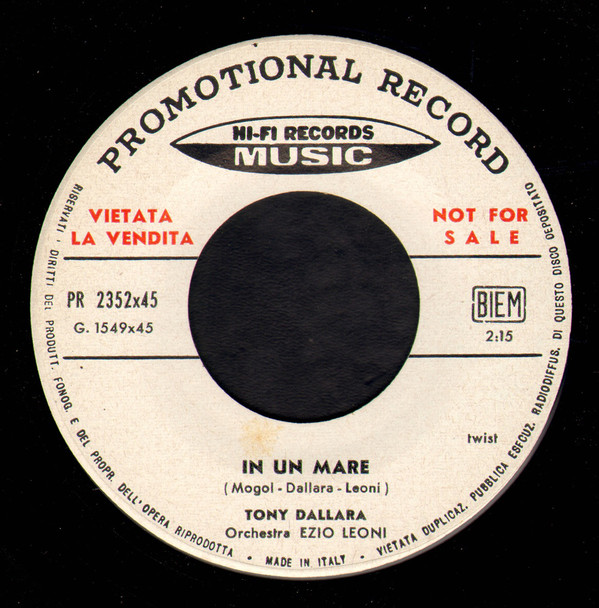 PROMOTIONAL RECORD
HI-FI RECORDS
MUSIC
VIETATA
LA VENDITA
NOT FOR
SALE
PR 2352x45
G. 1549x45
BIEM
2:15
twist
IN UN MARE
( Mogol - Dallara - Leoni )
TONY DALLARA
Orchestra EZIO LEONI
RISERVATI I DIRITTI DEL PRODUTT. FONOG. E DEL PROPR. DELL'OPERA RIPRODOTTA • MADE IN ITALY • VIETATA DUPLICAZ. PUBBLICA ESECUZ. RADIODIFFUS. DI QUESTO DISCO DEPOSITATO